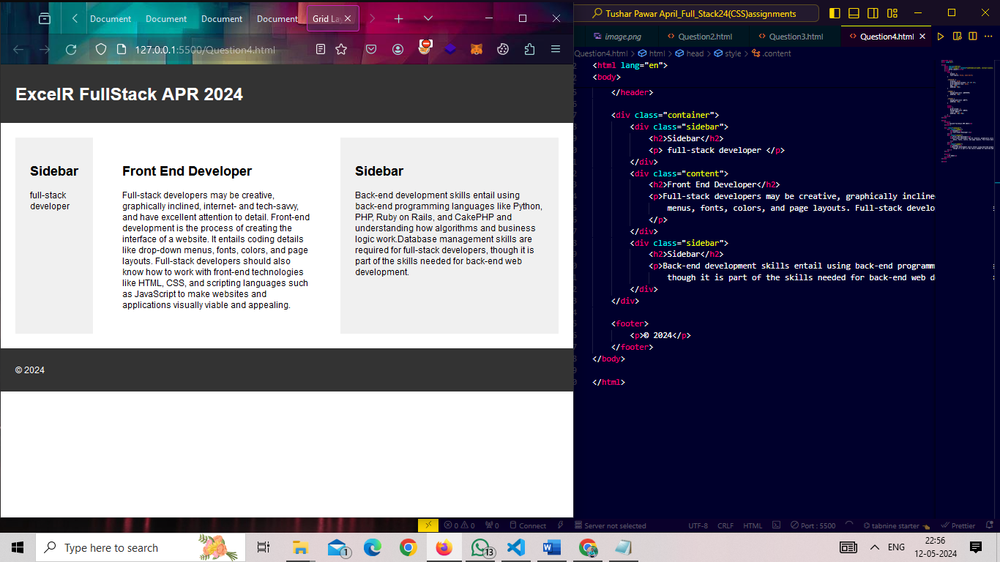 Document
Document
Document
Document
Grid La
127.0.0.1:5500/Question4.html
ExcelR FullStack APR 2024
Sidebar
full-stack
developer
Front End Developer
Full-stack developers may be creative,
graphically inclined, internet- and tech-savvy,
and have excellent attention to detail. Front-end
development is the process of creating the
interface of a website. It entails coding details
like drop-down menus, fonts, colors, and page
layouts. Full-stack developers should also
know how to work with front-end technologies
like HTML, CSS, and scripting languages such
as JavaScript to make websites and
applications visually viable and appealing.
Sidebar
Back-end development skills entail using
back-end programming languages like Python,
PHP, Ruby on Rails, and CakePHP and
understanding how algorithms and business
logic work.Database management skills are
required for full-stack developers, though it is
part of the skills needed for back-end web
development.
© 2024
Tushar Pawar April_Full_Stack24(CSS)assignments
image.png
Question2.html
Question3.html
Question4.html
Question4.html > html > head > style > .content
<html lang="en">
<body>
</header>
<div class="container">
<div class="sidebar">
<h2>Sidebar</h2>
<p> full-stack developer </p>
</div>
<div class="content">
<h2>Front End Developer</h2>
<p>Full-stack developers may be creative, graphically incline
menus, fonts, colors, and page layouts. Full-stack develo
</p>
</div>
<div class="sidebar">
<h2>Sidebar</h2>
<p>Back-end development skills entail using back-end programm
though it is part of the skills needed for back-end web d
</div>
</div>
<footer>
<p>© 2024</p>
</footer>
</body>
</html>
0 0
0
Connect
Server not selected
UTF-8
CRLF
HTML
Port : 5500
tabnine starter
Prettier
Type here to search
1
13
ENG
22:56
12-05-2024